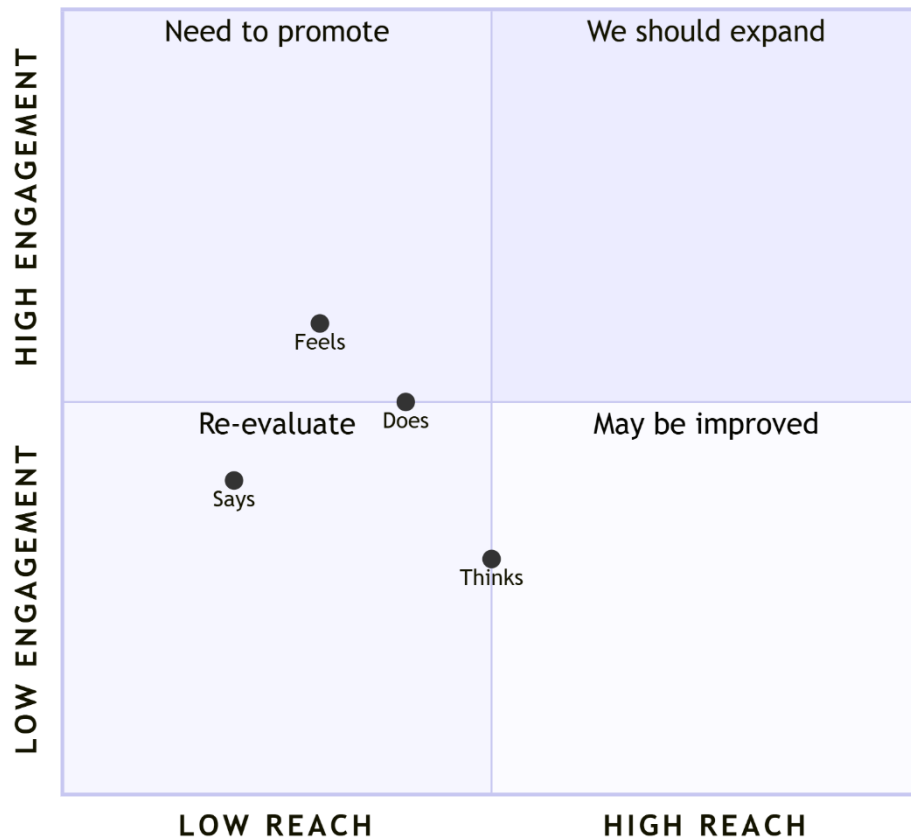 Need to promote
We should expand
HIGH ENGAGEMENT
Feels
Re-evaluate
Does
May be improved
Says
LOW ENGAGEMENT
Thinks
LOW REACH
HIGH REACH